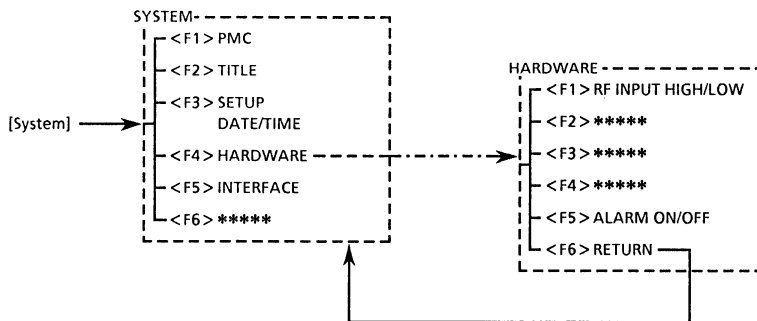 SYSTEM
<F1> PMC
<F2> TITLE
<F3> SETUP
DATE/TIME
[System]
<F4> HARDWARE
<F5> INTERFACE
<F6> *****
HARDWARE
<F1> RF INPUT HIGH/LOW
<F2> *****
<F3> *****
<F4> *****
<F5> ALARM ON/OFF
<F6> RETURN